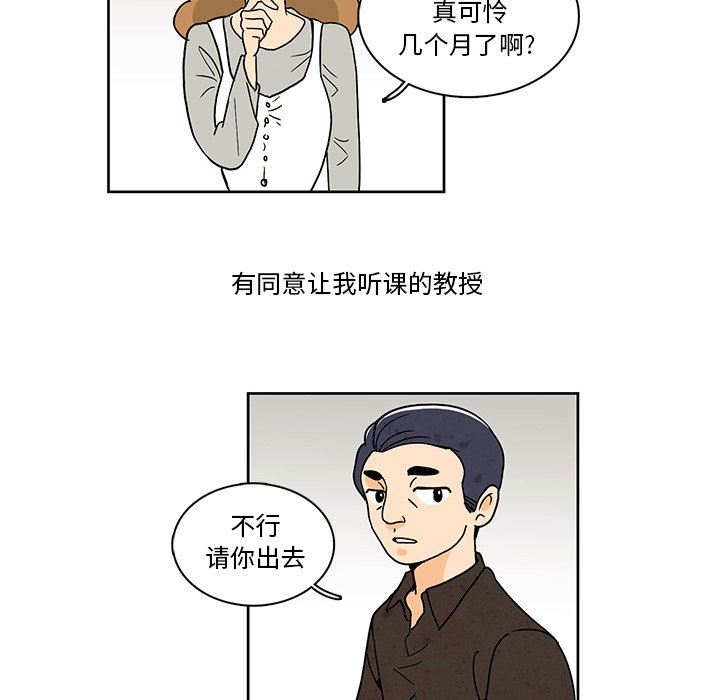 真可怜
几个月了啊?
有同意让我听课的教授
不行
请你出去